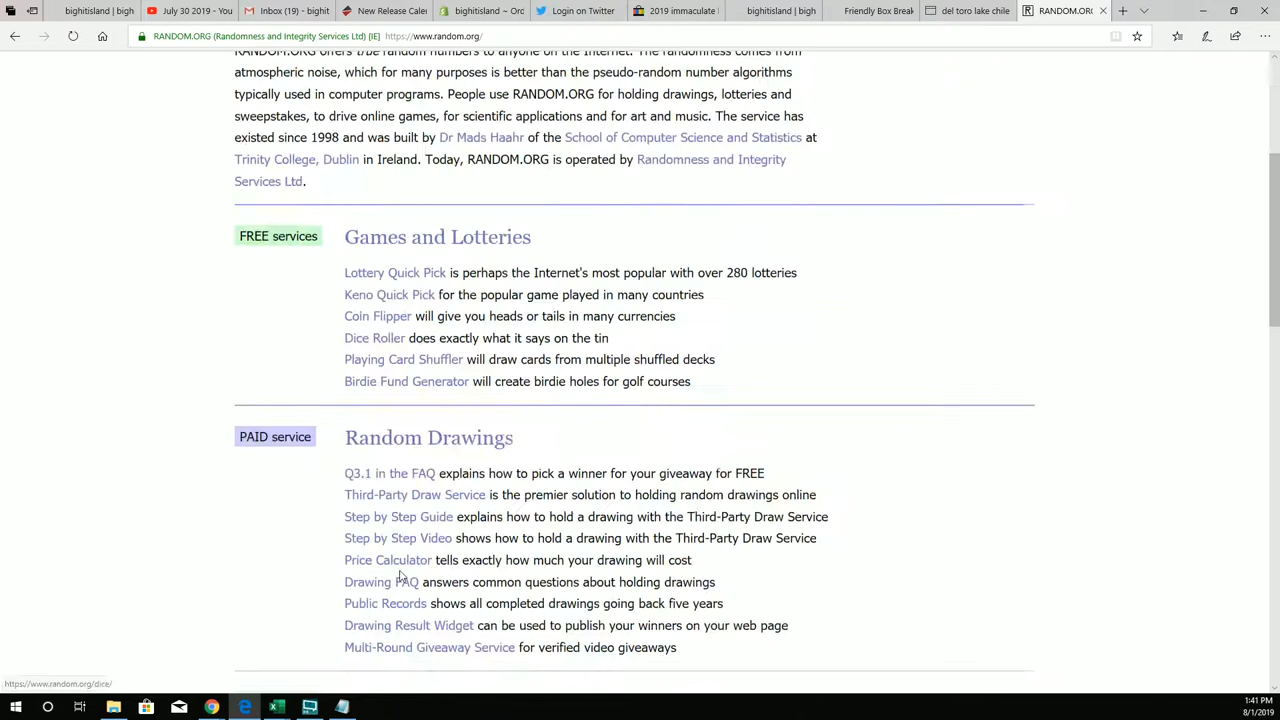 bighitisland | bigh
July 30 2019 - You
Inbox (19) - bighit
New Release Caler
bighitisland ~ Ord
Login on Twitter
2019 immaculate
bighitisland | bigh
Friendly Box Break
del toro lake chile
RANDOM.ORG
RANDOM.ORG (Randomness and Integrity Services Ltd) [IE] https://www.random.org/
RANDOM.ORG offers true random numbers to anyone on the Internet. The randomness comes from
atmospheric noise, which for many purposes is better than the pseudo-random number algorithms
typically used in computer programs. People use RANDOM.ORG for holding drawings, lotteries and
sweepstakes, to drive online games, for scientific applications and for art and music. The service has
existed since 1998 and was built by Dr Mads Haahr of the School of Computer Science and Statistics at
Trinity College, Dublin in Ireland. Today, RANDOM.ORG is operated by Randomness and Integrity
Services Ltd.
FREE services
Games and Lotteries
Lottery Quick Pick is perhaps the Internet's most popular with over 280 lotteries
Keno Quick Pick for the popular game played in many countries
Coin Flipper will give you heads or tails in many currencies
Dice Roller does exactly what it says on the tin
Playing Card Shuffler will draw cards from multiple shuffled decks
Birdie Fund Generator will create birdie holes for golf courses
PAID service
Random Drawings
Q3.1 in the FAQ explains how to pick a winner for your giveaway for FREE
Third-Party Draw Service is the premier solution to holding random drawings online
Step by Step Guide explains how to hold a drawing with the Third-Party Draw Service
Step by Step Video shows how to hold a drawing with the Third-Party Draw Service
Price Calculator tells exactly how much your drawing will cost
Drawing FAQ answers common questions about holding drawings
Public Records shows all completed drawings going back five years
Drawing Result Widget can be used to publish your winners on your web page
Multi-Round Giveaway Service for verified video giveaways
https://www.random.org/dice/
1:41 PM
8/1/2019